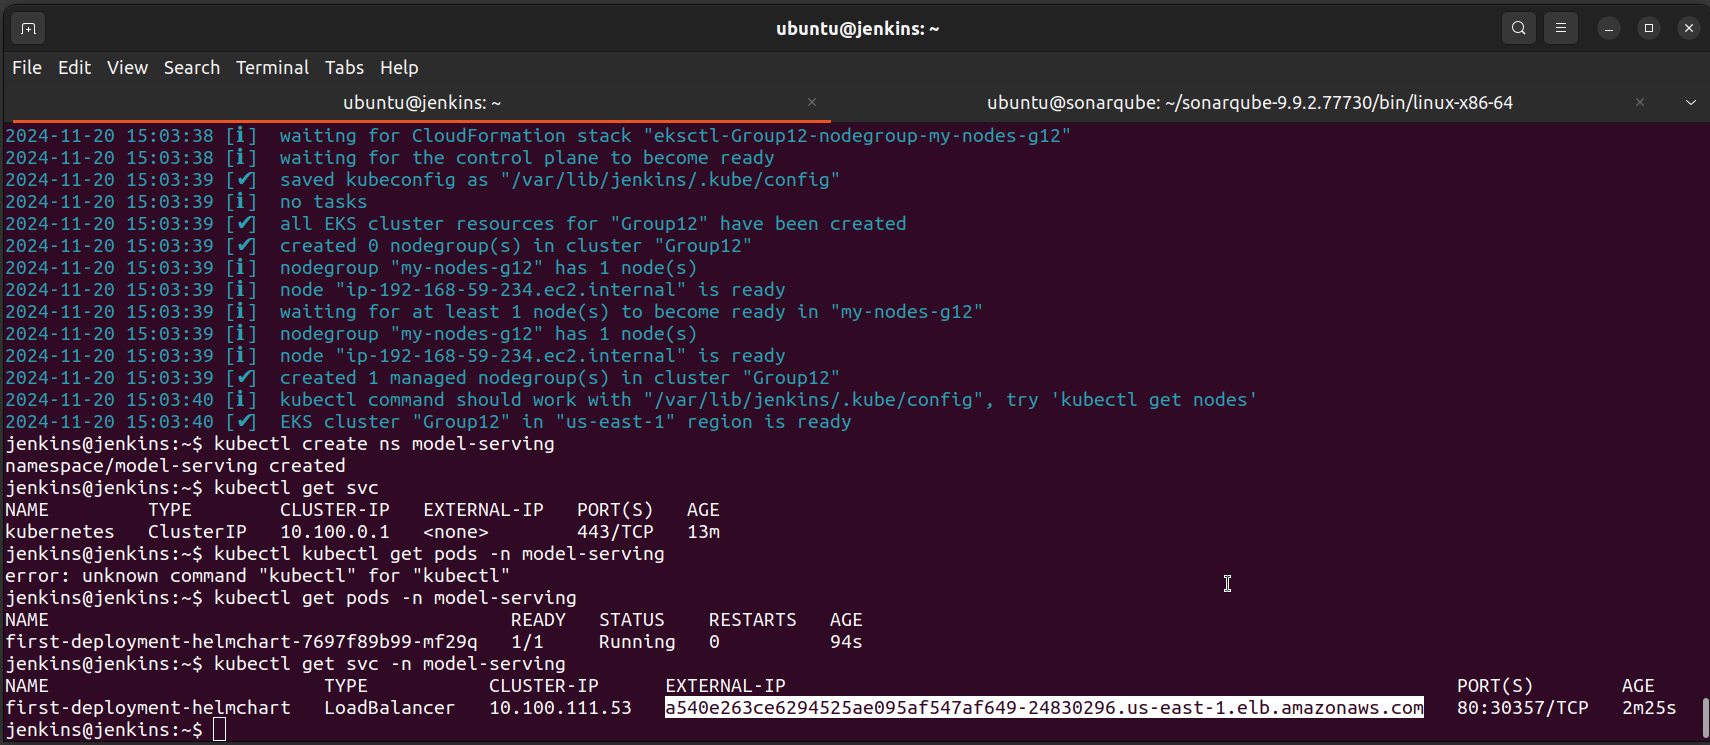 ubuntu@jenkins: ~
File Edit View Search Terminal Tabs Help
ubuntu@jenkins: ~ × ubuntu@sonarqube: ~/sonarqube-9.9.2.77730/bin/linux-x86-64 ×
2024-11-20 15:03:38 [ℹ]  waiting for CloudFormation stack "eksctl-Group12-nodegroup-my-nodes-g12"
2024-11-20 15:03:38 [ℹ]  waiting for the control plane to become ready
2024-11-20 15:03:39 [✔]  saved kubeconfig as "/var/lib/jenkins/.kube/config"
2024-11-20 15:03:39 [ℹ]  no tasks
2024-11-20 15:03:39 [✔]  all EKS cluster resources for "Group12" have been created
2024-11-20 15:03:39 [✔]  created 0 nodegroup(s) in cluster "Group12"
2024-11-20 15:03:39 [ℹ]  nodegroup "my-nodes-g12" has 1 node(s)
2024-11-20 15:03:39 [ℹ]  node "ip-192-168-59-234.ec2.internal" is ready
2024-11-20 15:03:39 [ℹ]  waiting for at least 1 node(s) to become ready in "my-nodes-g12"
2024-11-20 15:03:39 [ℹ]  nodegroup "my-nodes-g12" has 1 node(s)
2024-11-20 15:03:39 [ℹ]  node "ip-192-168-59-234.ec2.internal" is ready
2024-11-20 15:03:39 [✔]  created 1 managed nodegroup(s) in cluster "Group12"
2024-11-20 15:03:40 [ℹ]  kubectl command should work with "/var/lib/jenkins/.kube/config", try 'kubectl get nodes'
2024-11-20 15:03:40 [✔]  EKS cluster "Group12" in "us-east-1" region is ready
jenkins@jenkins:~$ kubectl create ns model-serving
namespace/model-serving created
jenkins@jenkins:~$ kubectl get svc
NAME         TYPE        CLUSTER-IP   EXTERNAL-IP   PORT(S)   AGE
kubernetes   ClusterIP   10.100.0.1   <none>        443/TCP   13m
jenkins@jenkins:~$ kubectl kubectl get pods -n model-serving
error: unknown command "kubectl" for "kubectl"
jenkins@jenkins:~$ kubectl get pods -n model-serving
NAME                                          READY   STATUS    RESTARTS   AGE
first-deployment-helmchart-7697f89b99-mf29q   1/1     Running   0          94s
jenkins@jenkins:~$ kubectl get svc -n model-serving
NAME                         TYPE           CLUSTER-IP      EXTERNAL-IP                                                             PORT(S)        AGE
first-deployment-helmchart   LoadBalancer   10.100.111.53   a540e263ce6294525ae095af547af649-24830296.us-east-1.elb.amazonaws.com   80:30357/TCP   2m25s
jenkins@jenkins:~$